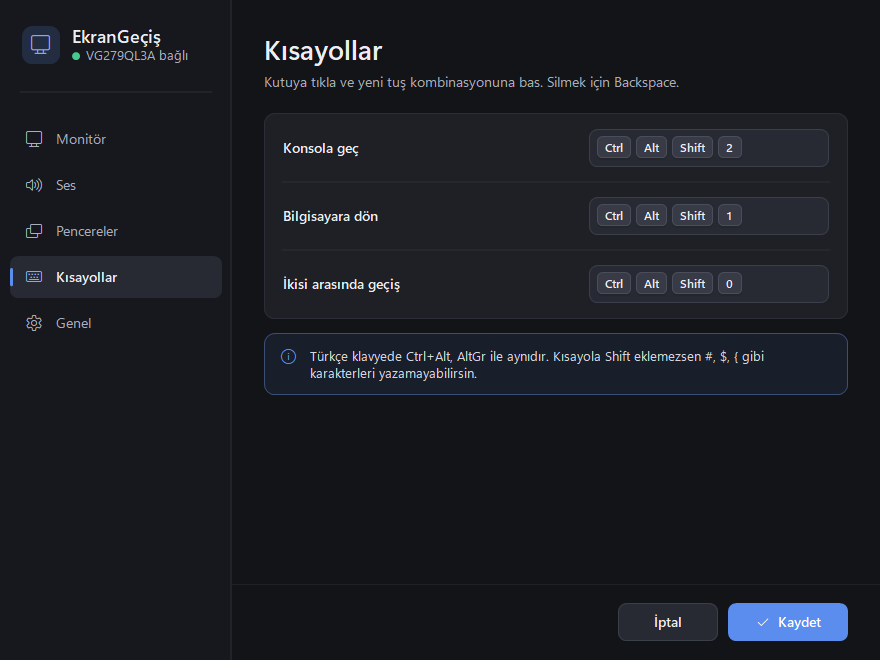 EkranGeçiş
VG279QL3A bağlı
Monitör
Ses
Pencereler
Kısayollar
Genel
Kısayollar
Kutuya tıkla ve yeni tuş kombinasyonuna bas. Silmek için Backspace.
Konsola geç Ctrl Alt Shift 2
Bilgisayara dön Ctrl Alt Shift 1
İkisi arasında geçiş Ctrl Alt Shift 0
Türkçe klavyede Ctrl+Alt, AltGr ile aynıdır. Kısayola Shift eklemezsen #, $, { gibi
karakterleri yazamayabilirsin.
İptal Kaydet